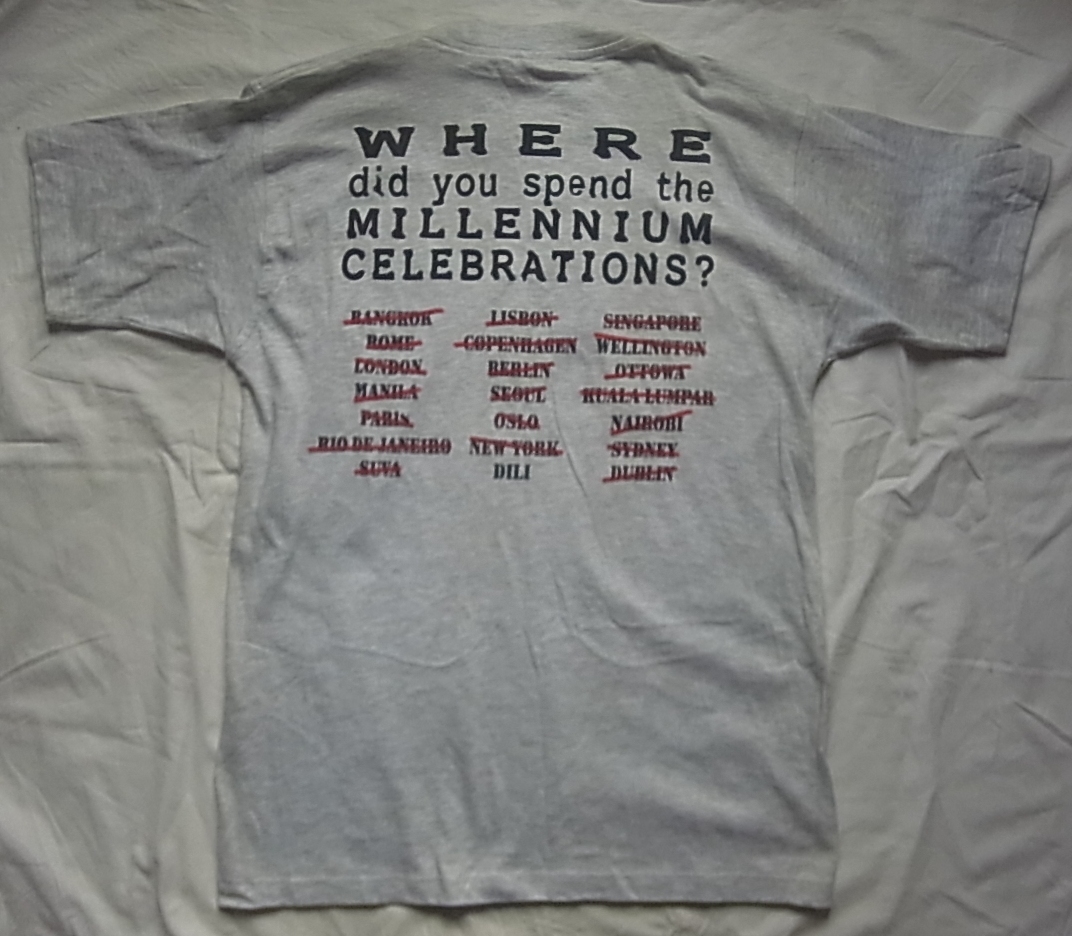 WHERE
did you spend the
MILLENNIUM
CELEBRATIONS?
BANGKOK LISBON SINGAPORE
ROME COPENHAGEN WELLINGTON
LONDON BERLIN OTTOWA
MANILA SEOUL KUALA LUMPAR
PARIS OSLO NAIROBI
RIO DE JANEIRO NEW YORK SYDNEY
SUVA DILI DUBLIN